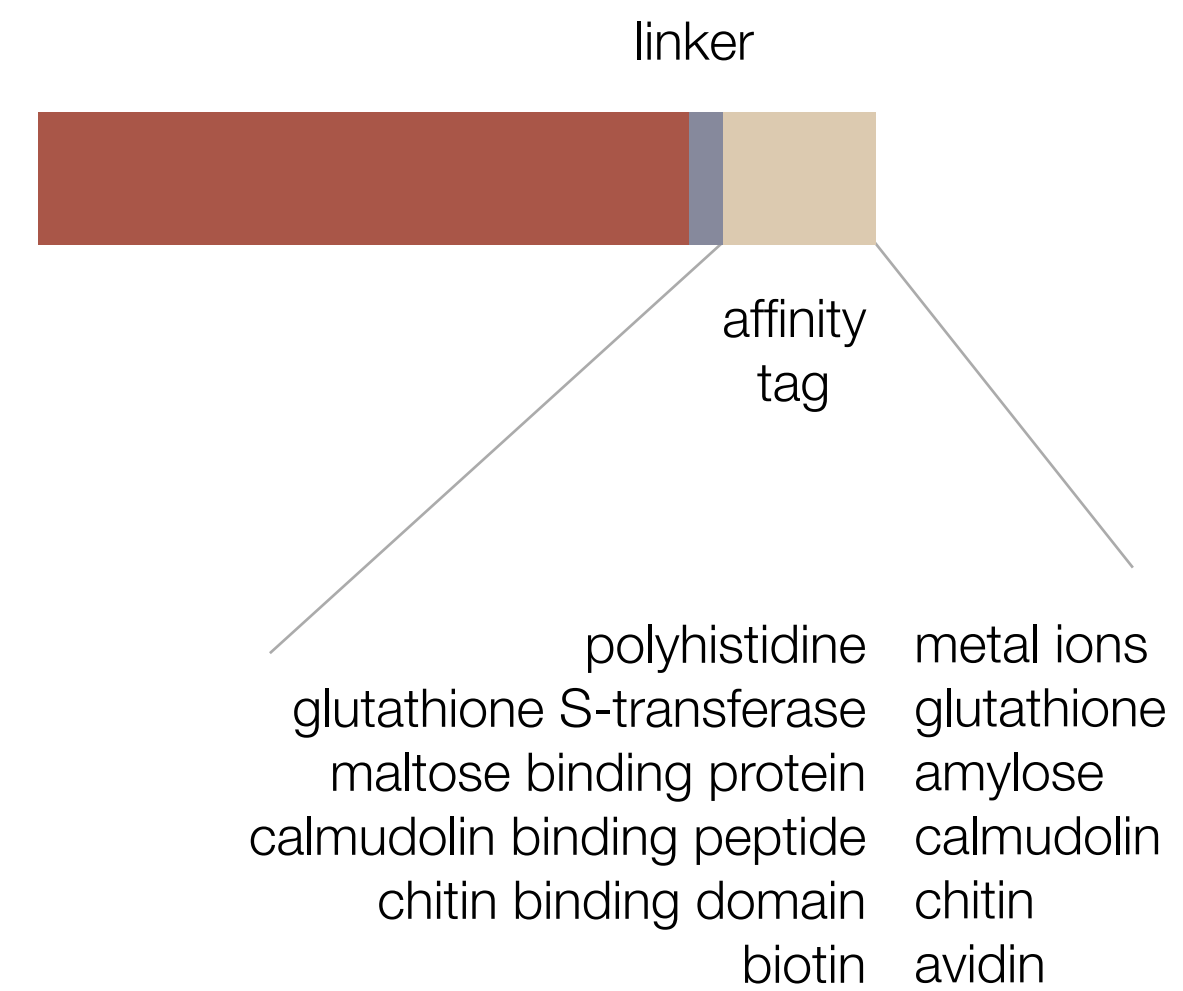 linker
affinity
tag
polyhistidine metal ions
glutathione S-transferase glutathione
maltose binding protein amylose
calmudolin binding peptide calmudolin
chitin binding domain chitin
biotin avidin